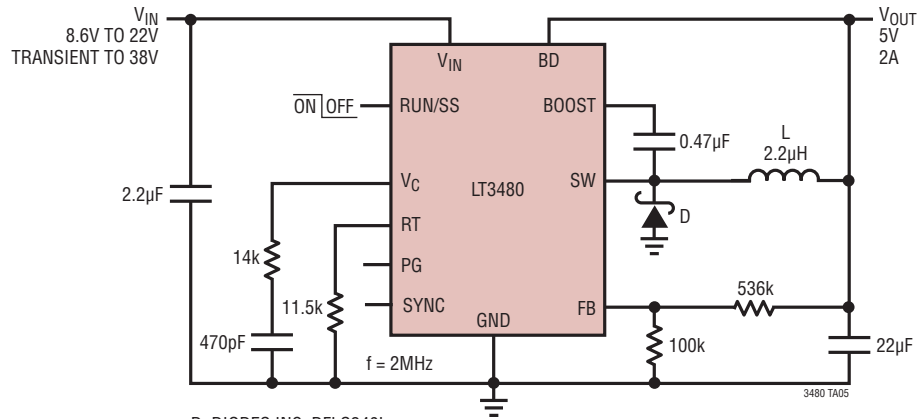 VIN
8.6V TO 22V
TRANSIENT TO 38V
VOUT
5V
2A
VIN
BD
ON OFF
RUN/SS
BOOST
0.47µF
L
2.2µH
2.2µF
VC
LT3480
SW
D
RT
14k
PG
11.5k
536k
SYNC
FB
GND
470pF
100k
22µF
f = 2MHz
3480 TA05